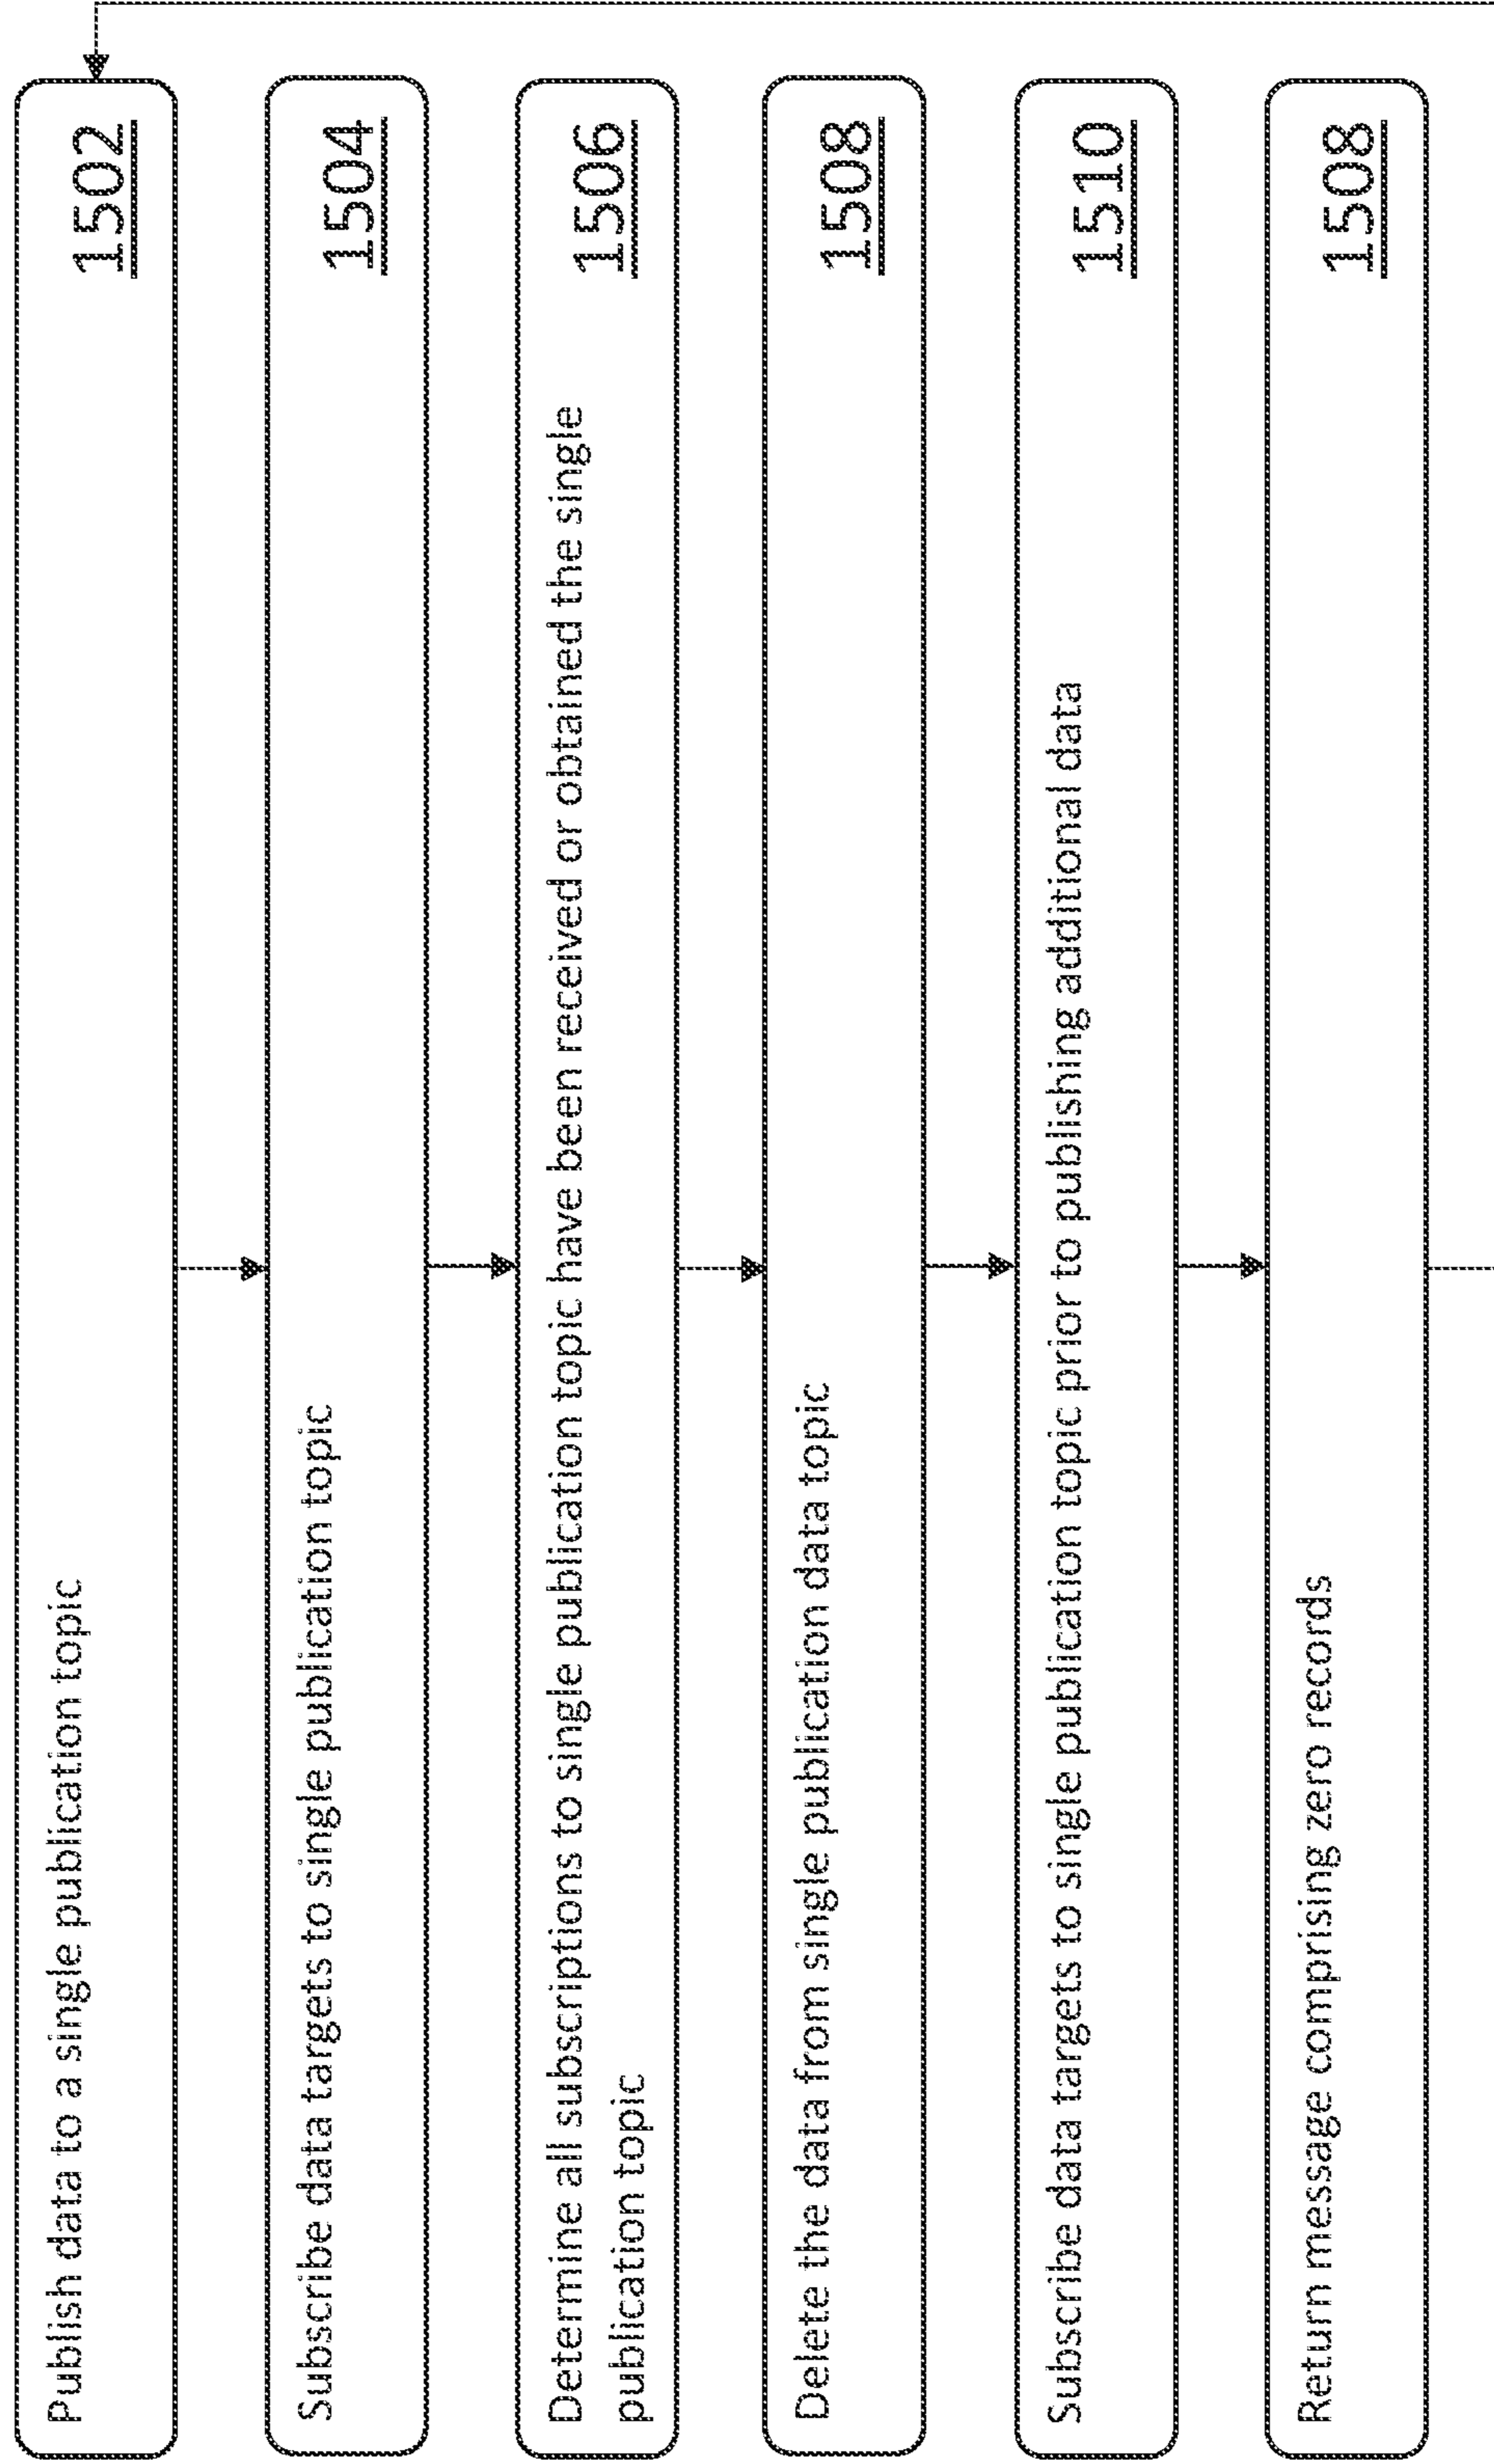 Publish data to a single publication topic
1502
Subscribe data targets to single publication topic
1504
Determine all subscriptions to single publication topic have been received or obtained the single
publication topic
1506
Delete the data from single publication data topic
1508
Subscribe data targets to single publication topic prior to publishing additional data
1510
Return message comprising zero records
1508